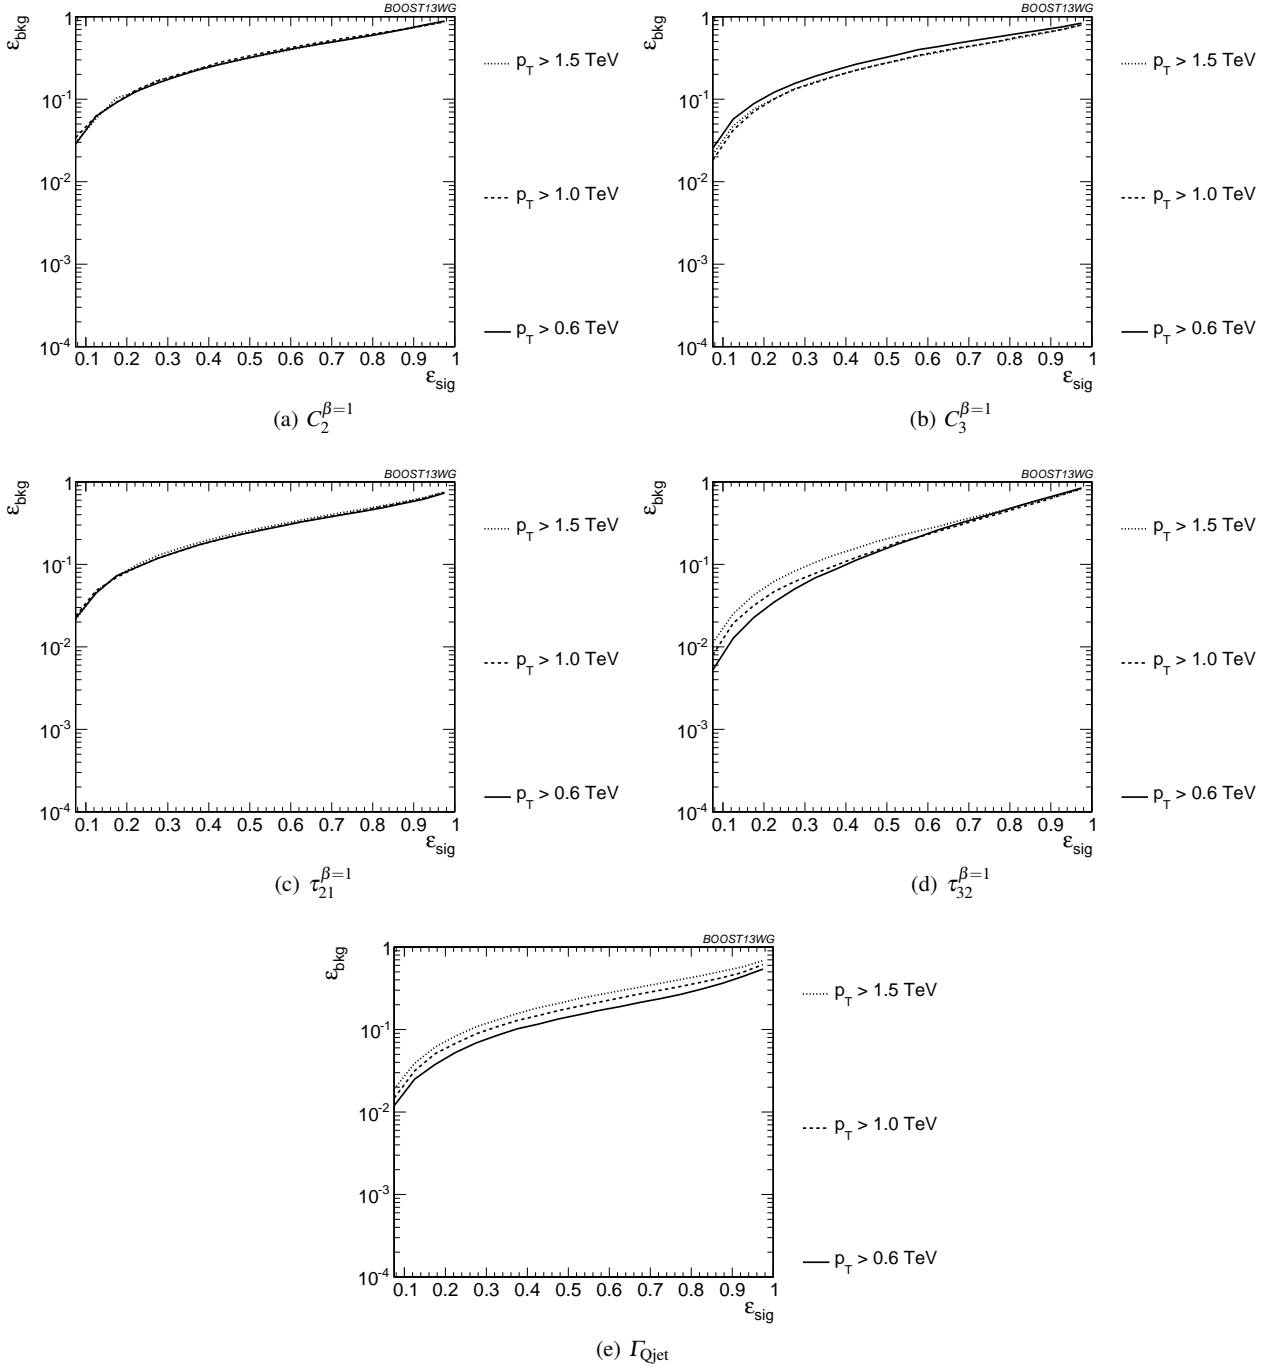 BOOST13WG
BOOST13WG
ε_bkg
1
10^-1
10^-2
10^-3
10^-4
0.1 0.2 0.3 0.4 0.5 0.6 0.7 0.8 0.9 1
ε_sig
p_T > 1.5 TeV
p_T > 1.0 TeV
p_T > 0.6 TeV
(a) C_2^{β=1}
ε_bkg
1
10^-1
10^-2
10^-3
10^-4
0.1 0.2 0.3 0.4 0.5 0.6 0.7 0.8 0.9 1
ε_sig
p_T > 1.5 TeV
p_T > 1.0 TeV
p_T > 0.6 TeV
(b) C_3^{β=1}
BOOST13WG
ε_bkg
1
10^-1
10^-2
10^-3
10^-4
0.1 0.2 0.3 0.4 0.5 0.6 0.7 0.8 0.9 1
ε_sig
p_T > 1.5 TeV
p_T > 1.0 TeV
p_T > 0.6 TeV
(c) τ_21^{β=1}
BOOST13WG
ε_bkg
1
10^-1
10^-2
10^-3
10^-4
0.1 0.2 0.3 0.4 0.5 0.6 0.7 0.8 0.9 1
ε_sig
p_T > 1.5 TeV
p_T > 1.0 TeV
p_T > 0.6 TeV
(d) τ_32^{β=1}
BOOST13WG
ε_bkg
1
10^-1
10^-2
10^-3
10^-4
0.1 0.2 0.3 0.4 0.5 0.6 0.7 0.8 0.9 1
ε_sig
p_T > 1.5 TeV
p_T > 1.0 TeV
p_T > 0.6 TeV
(e) Γ_Qjet